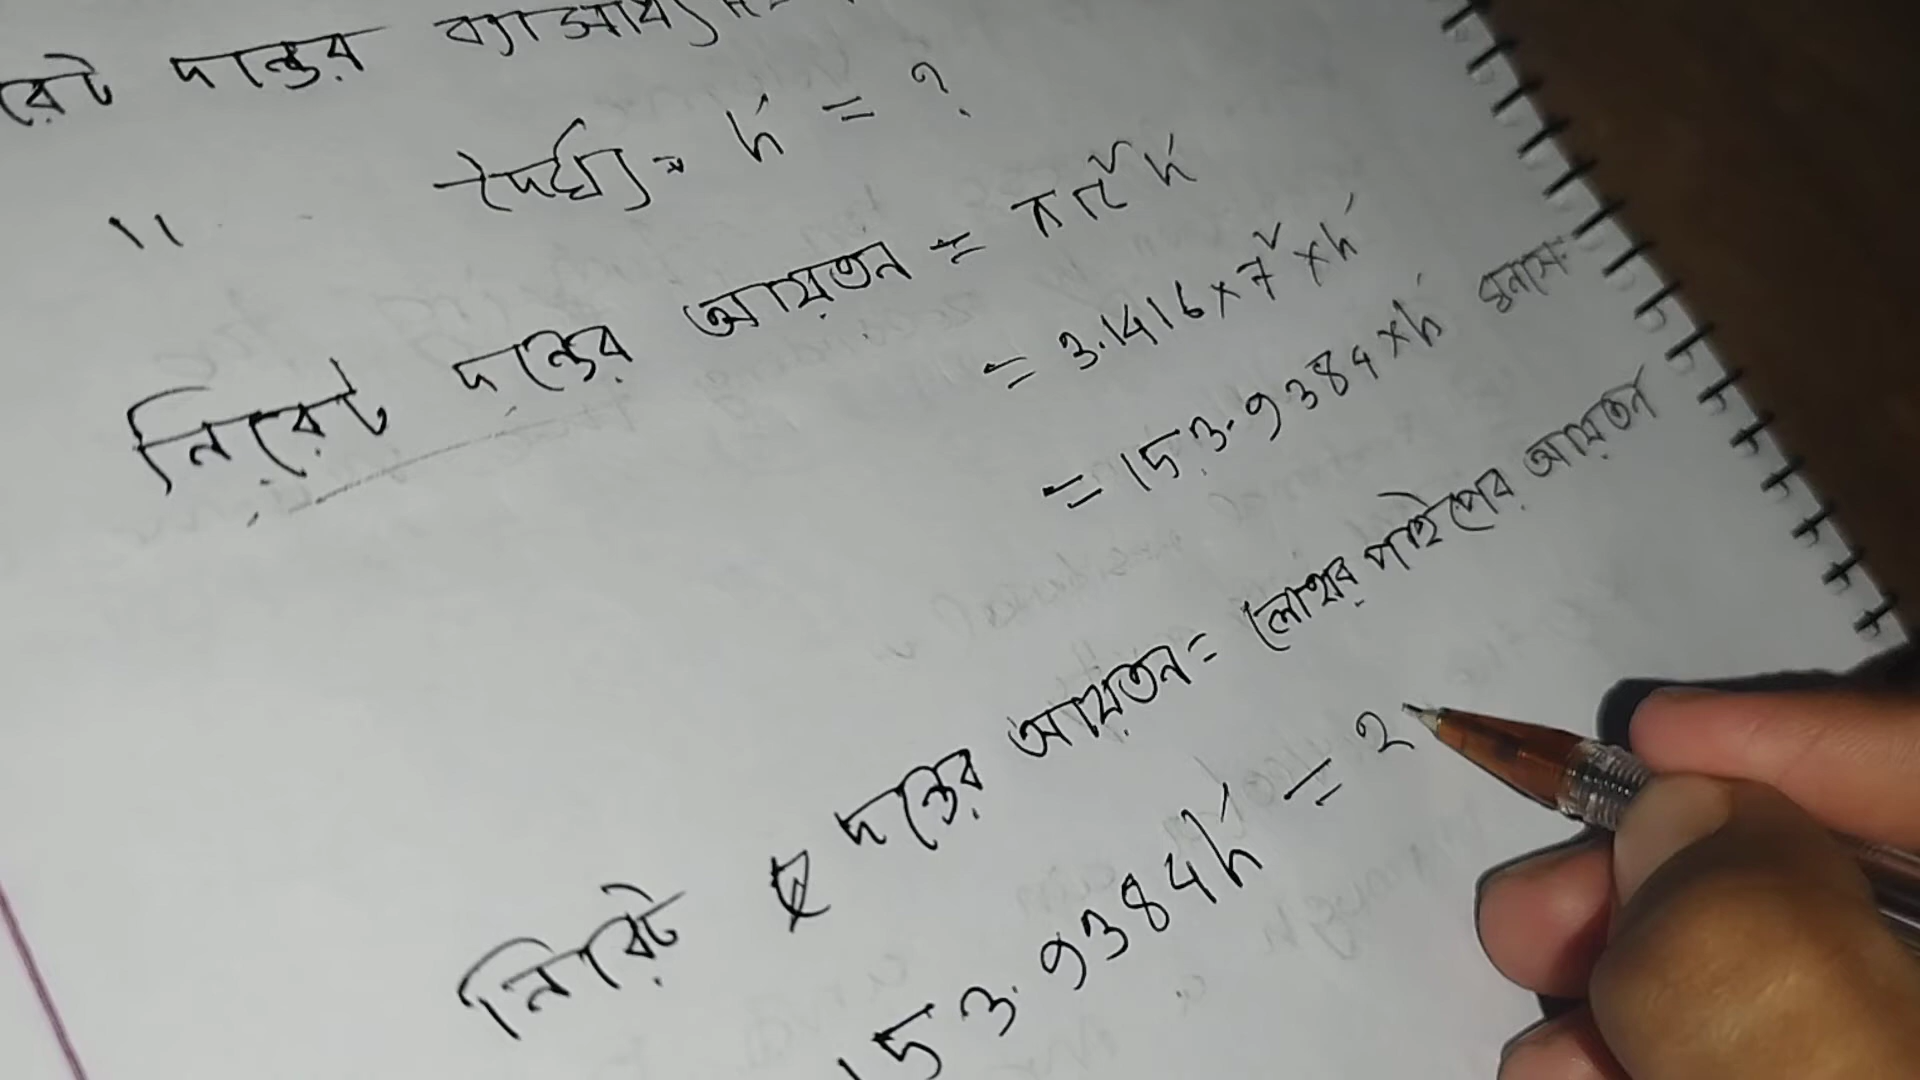 রেট দন্ডের ব্যাসার্ধ r =
" দৈর্ঘ্য = h' = ?
নিরেট দন্ডের আয়তন = πr²h'
= 3.1416 × 7² × h'
= 153.9384 × h' ঘনসে:
নিরেট দন্ডের আয়তন = লোহার পাইপের আয়তন
153.9384h' = 2